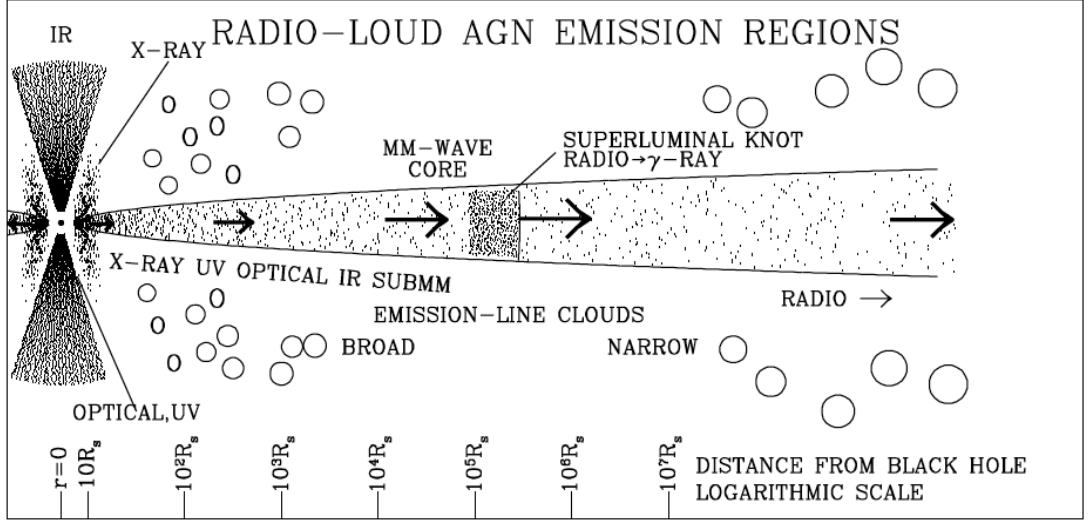 RADIO-LOUD AGN EMISSION REGIONS
IR
X-RAY
SUPERLUMINAL KNOT
RADIO→γ-RAY
MM-WAVE
CORE
X-RAY UV OPTICAL IR SUBMM
RADIO →
EMISSION-LINE CLOUDS
BROAD
NARROW
OPTICAL,UV
r=0
10Rₛ
10²Rₛ
10³Rₛ
10⁴Rₛ
10⁵Rₛ
10⁶Rₛ
10⁷Rₛ
DISTANCE FROM BLACK HOLE
LOGARITHMIC SCALE